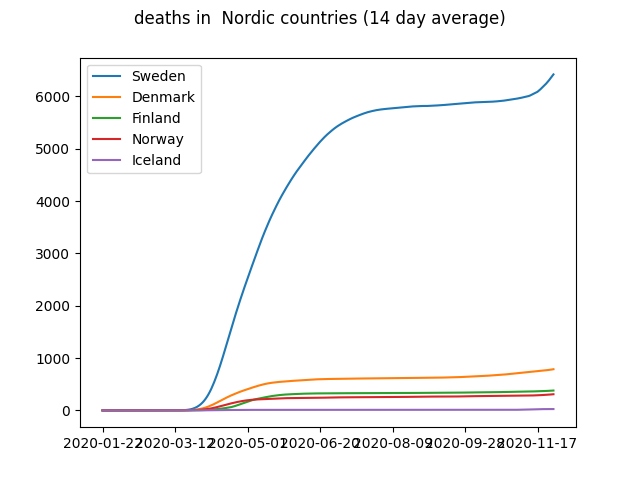 deaths in  Nordic countries (14 day average)
Sweden
Denmark
Finland
Norway
Iceland
6000
5000
4000
3000
2000
1000
0
2020-01-22 2020-03-12 2020-05-01 2020-06-20 2020-08-09 2020-09-28 2020-11-17